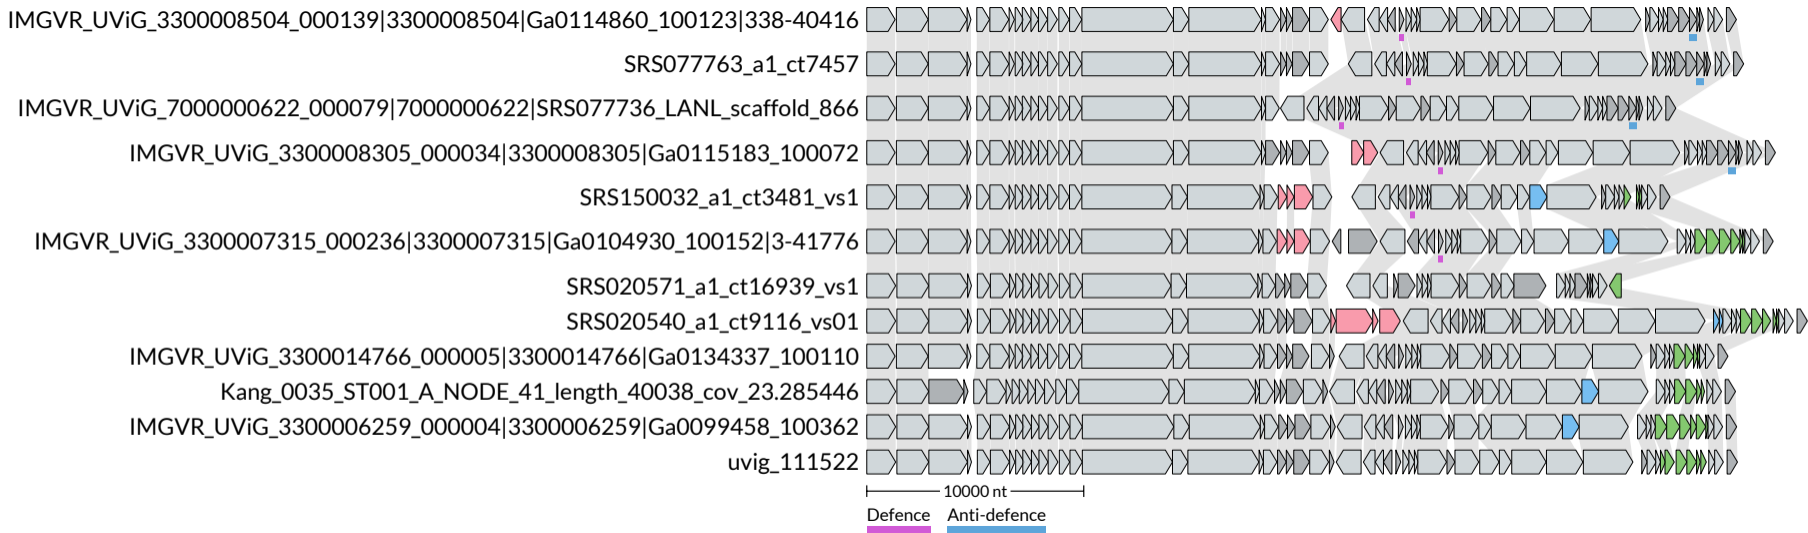 IMGVR_UViG_3300008504_000139|3300008504|Ga0114860_100123|338-40416
SRS077763_a1_ct7457
IMGVR_UViG_7000000622_000079|7000000622|SRS077736_LANL_scaffold_866
IMGVR_UViG_3300008305_000034|3300008305|Ga0115183_100072
SRS150032_a1_ct3481_vs1
IMGVR_UViG_3300007315_000236|3300007315|Ga0104930_100152|3-41776
SRS020571_a1_ct16939_vs1
SRS020540_a1_ct9116_vs01
IMGVR_UViG_3300014766_000005|3300014766|Ga0134337_100110
Kang_0035_ST001_A_NODE_41_length_40038_cov_23.285446
IMGVR_UViG_3300006259_000004|3300006259|Ga0099458_100362
uvig_111522
10000 nt
Defence Anti-defence